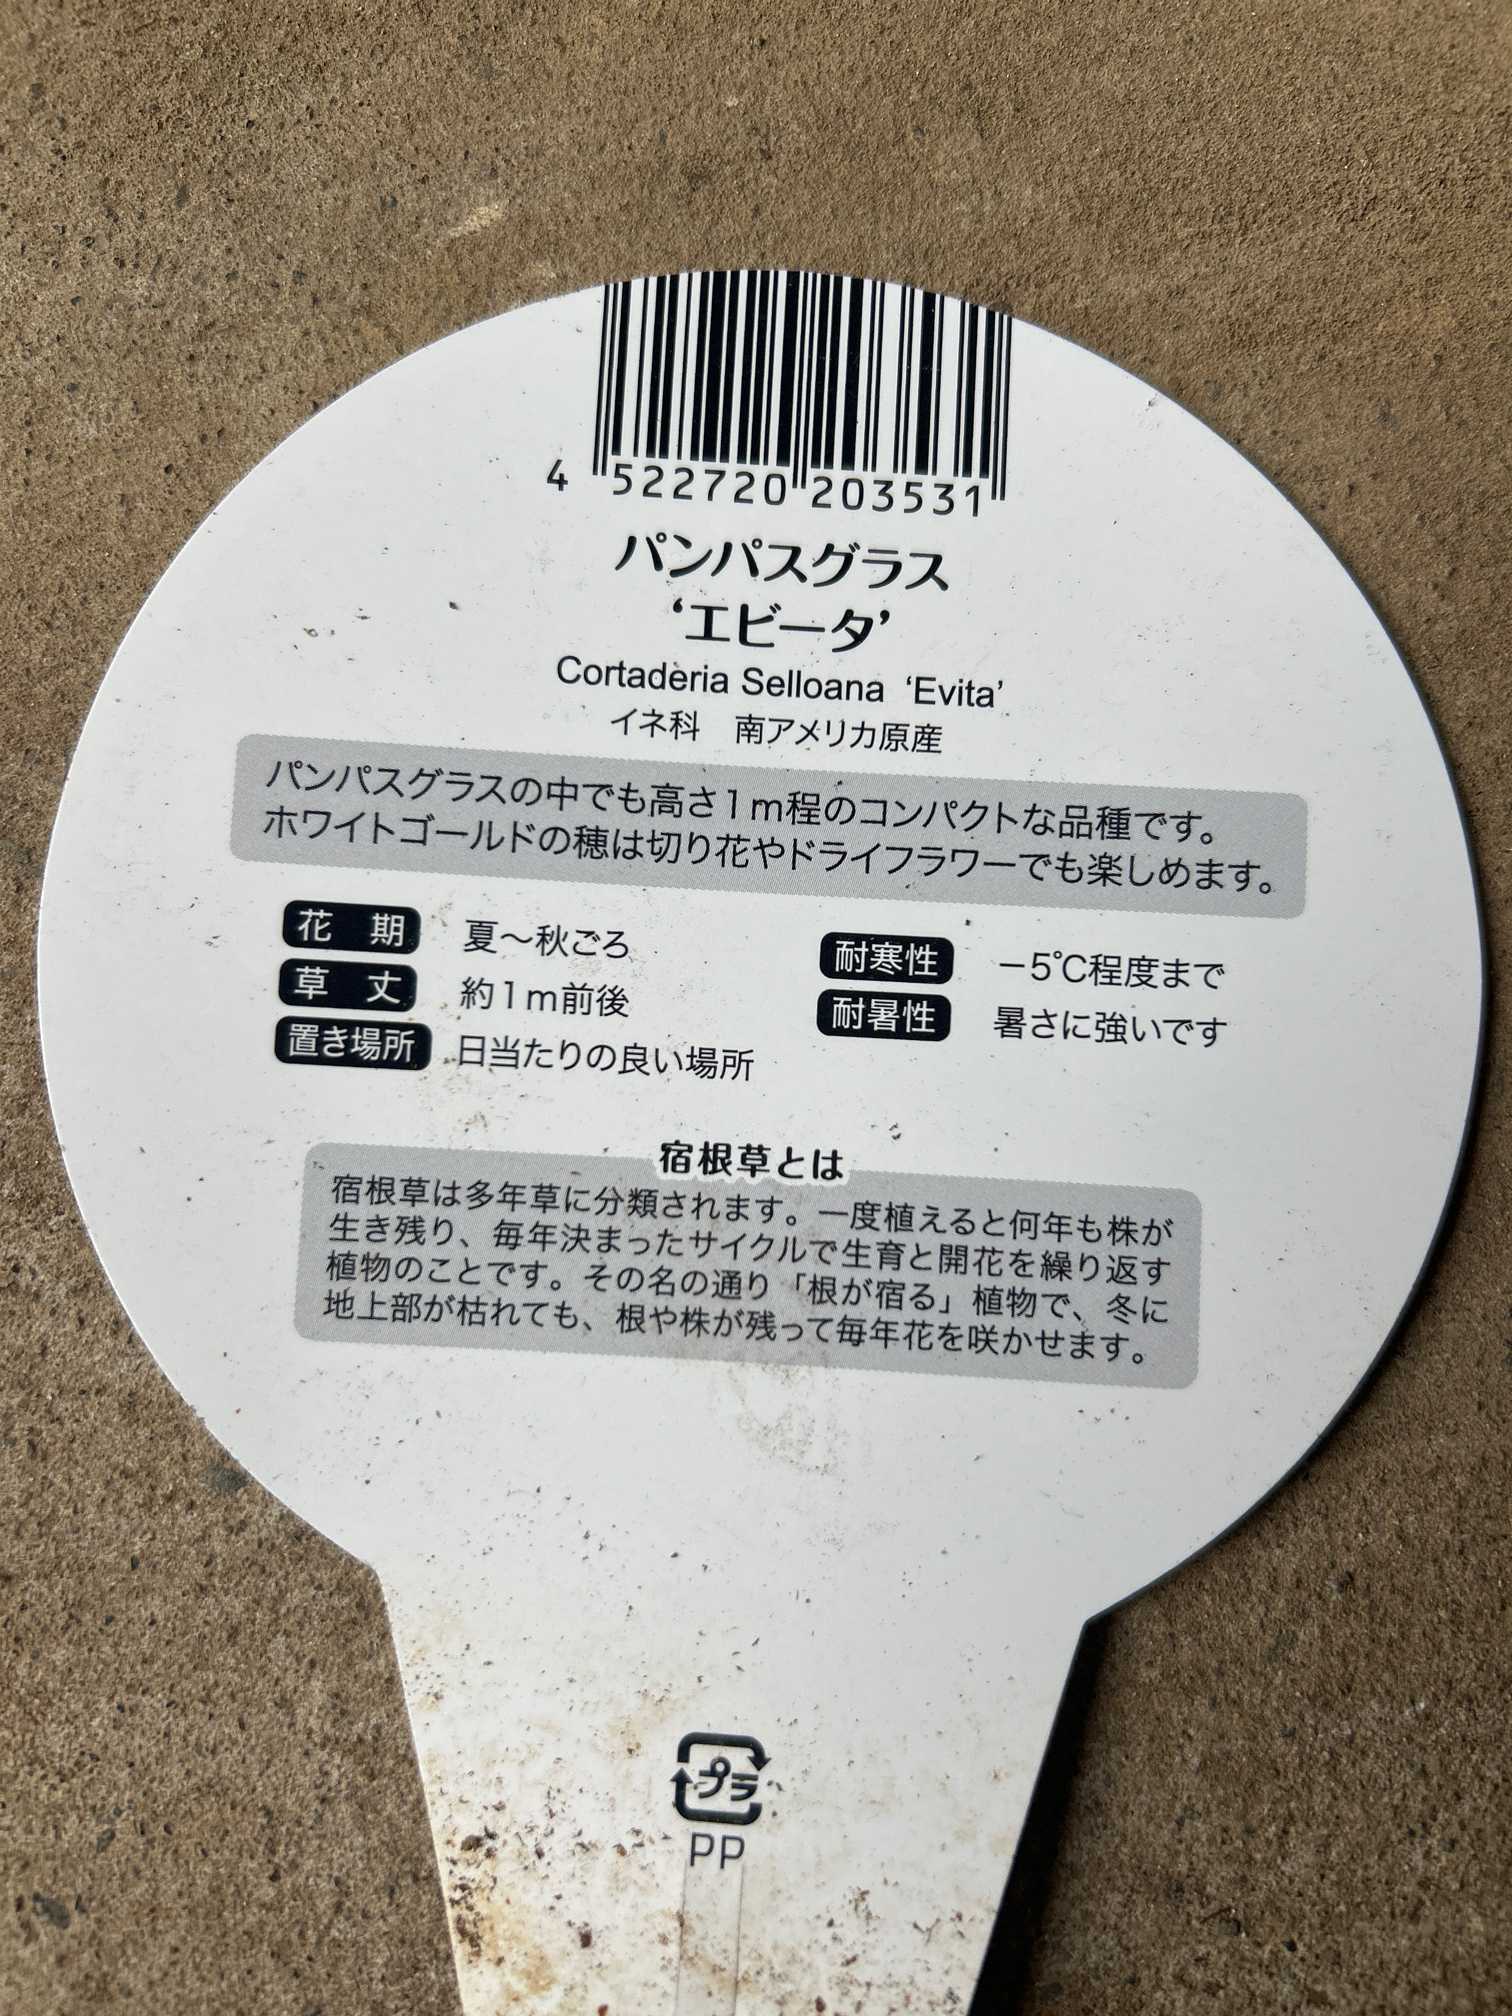 4 522720 203531
パンパスグラス
‘エビータ’
Cortaderia Selloana ‘Evita’
イネ科　南アメリカ原産
パンパスグラスの中でも高さ1m程のコンパクトな品種です。
ホワイトゴールドの穂は切り花やドライフラワーでも楽しめます。
花　期　夏〜秋ごろ
草　丈　約1m前後
置き場所　日当たりの良い場所
耐寒性　−5℃程度まで
耐暑性　暑さに強いです
宿根草とは
宿根草は多年草に分類されます。一度植えると何年も株が
生き残り、毎年決まったサイクルで生育と開花を繰り返す
植物のことです。その名の通り「根が宿る」植物で、冬に
地上部が枯れても、根や株が残って毎年花を咲かせます。
プラ
PP